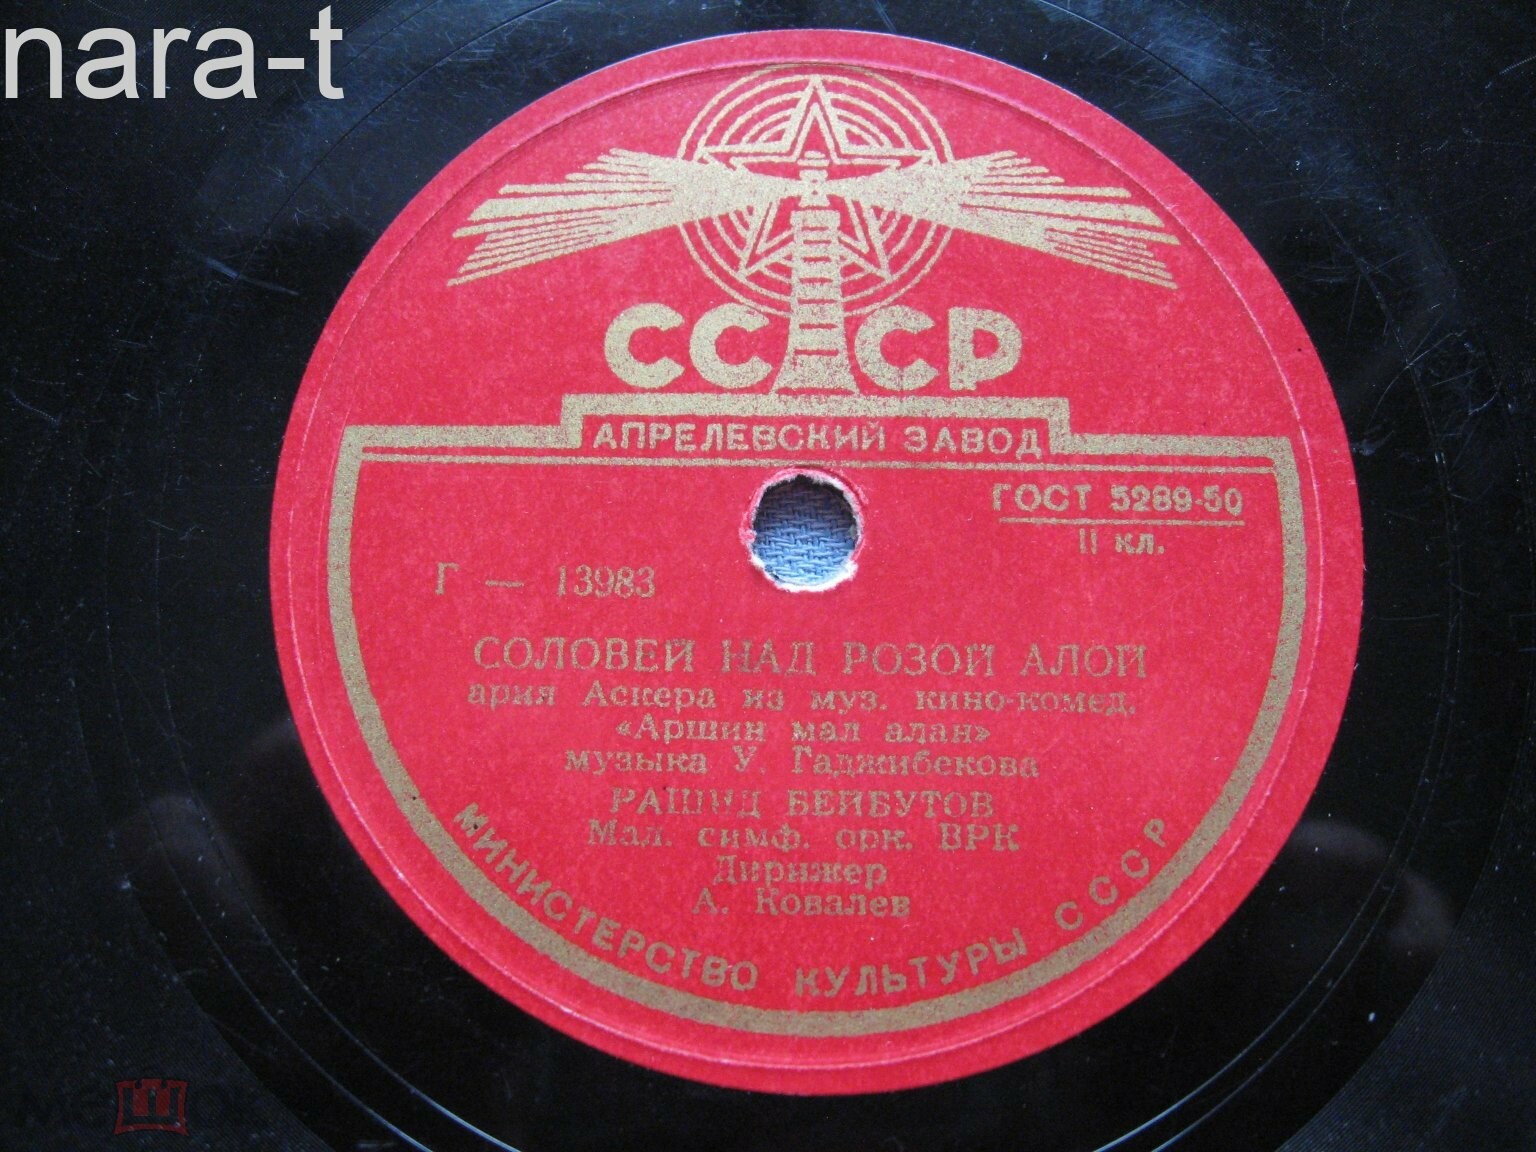 nara-t
СССР
АПРЕЛЕВСКИЙ ЗАВОД
ГОСТ 5289-50
II кл.
Г — 13983
СОЛОВЕЙ НАД РОЗОЙ АЛОЙ
ария Аскера из муз. кино-комед.
«Аршин мал алан»
музыка У. Гаджибекова
РАШИД БЕЙБУТОВ
Мал. симф. орк. ВРК
Дирижер
А. Ковалев
МИНИСТЕРСТВО КУЛЬТУРЫ СССР
мешок